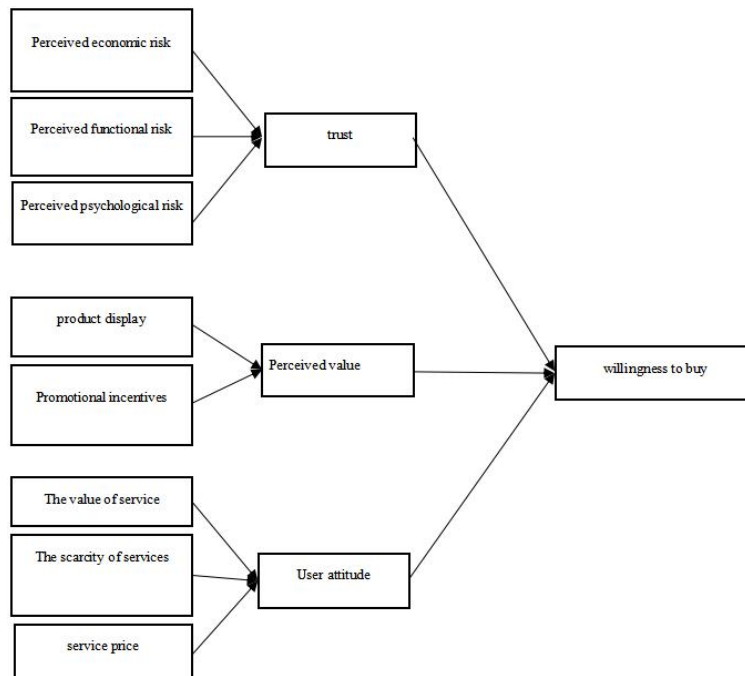 Perceived economic risk
Perceived functional risk
trust
Perceived psychological risk
product display
Perceived value
willingness to buy
Promotional incentives
The value of service
The scarcity of services
User attitude
service price